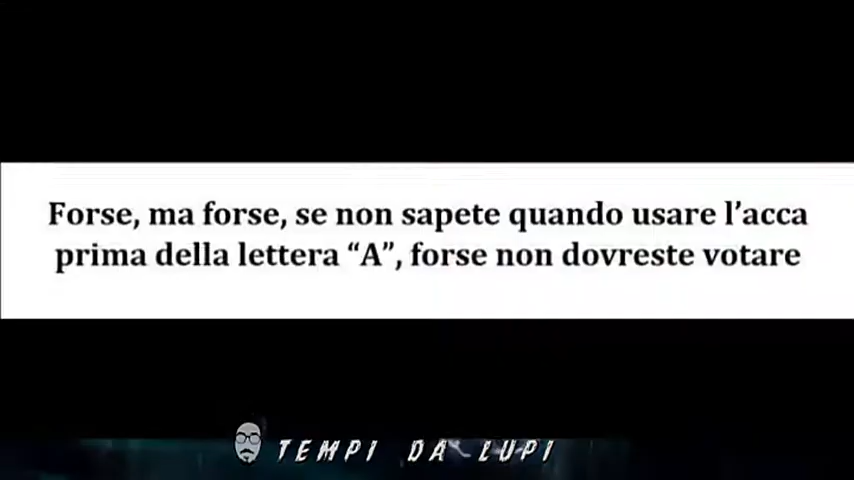 Forse, ma forse, se non sapete quando usare l’acca
prima della lettera “A”, forse non dovreste votare
TEMPI DA LUPI